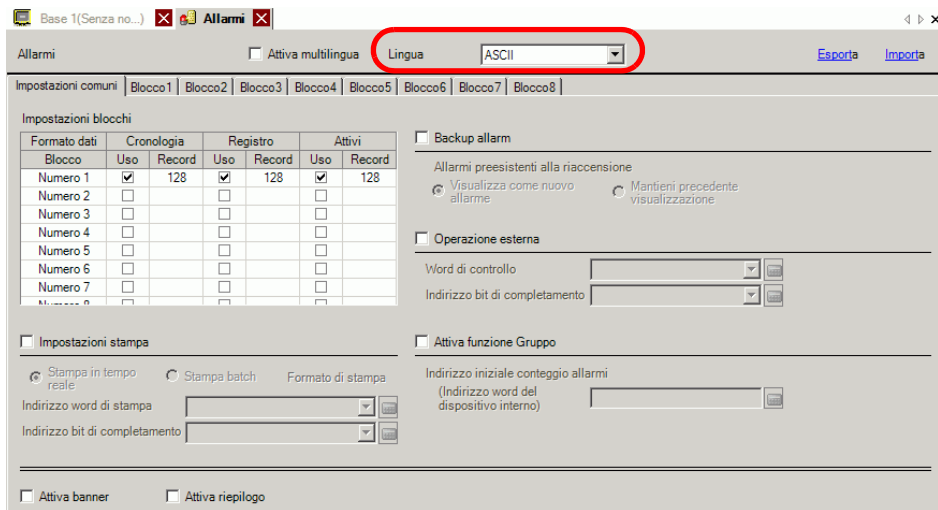 Base 1(Senza no...) Allarmi
Allarmi Attiva multilingua Lingua ASCII Esporta Importa
Impostazioni comuni Blocco1 Blocco2 Blocco3 Blocco4 Blocco5 Blocco6 Blocco7 Blocco8
Impostazioni blocchi
Formato dati Cronologia Registro Attivi
Blocco Uso Record Uso Record Uso Record
Numero 1 128 128 128
Numero 2
Numero 3
Numero 4
Numero 5
Numero 6
Numero 7
Numero 8
Backup allarm
Allarmi preesistenti alla riaccensione
Visualizza come nuovo
allarme
Mantieni precedente
visualizzazione
Operazione esterna
Word di controllo
Indirizzo bit di completamento
Impostazioni stampa
Stampa in tempo
reale
Stampa batch
Formato di stampa
Indirizzo word di stampa
Indirizzo bit di completamento
Attiva funzione Gruppo
Indirizzo iniziale conteggio allarmi
(Indirizzo word del
dispositivo interno)
Attiva banner Attiva riepilogo